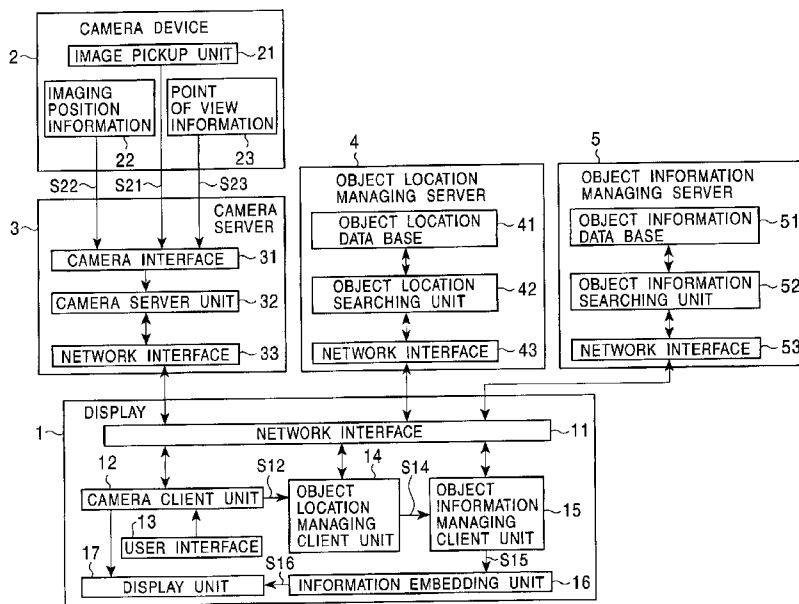 CAMERA DEVICE
2
IMAGE PICKUP UNIT
21
IMAGING
POSITION
INFORMATION
22
POINT
OF VIEW
INFORMATION
23
S22
S21
S23
3
CAMERA
SERVER
CAMERA INTERFACE
31
CAMERA SERVER UNIT
32
NETWORK INTERFACE
33
4
OBJECT LOCATION
MANAGING SERVER
OBJECT LOCATION
DATA BASE
41
OBJECT LOCATION
SEARCHING UNIT
42
NETWORK INTERFACE
43
5
OBJECT INFORMATION
MANAGING SERVER
OBJECT INFORMATION
DATA BASE
51
OBJECT INFORMATION
SEARCHING UNIT
52
NETWORK INTERFACE
53
1
DISPLAY
NETWORK INTERFACE
11
12
CAMERA CLIENT UNIT
S12
13
USER INTERFACE
14
OBJECT
LOCATION
MANAGING
CLIENT UNIT
S14
OBJECT
INFORMATION
MANAGING
CLIENT UNIT
15
S15
17
DISPLAY UNIT
S16
INFORMATION EMBEDDING UNIT
16